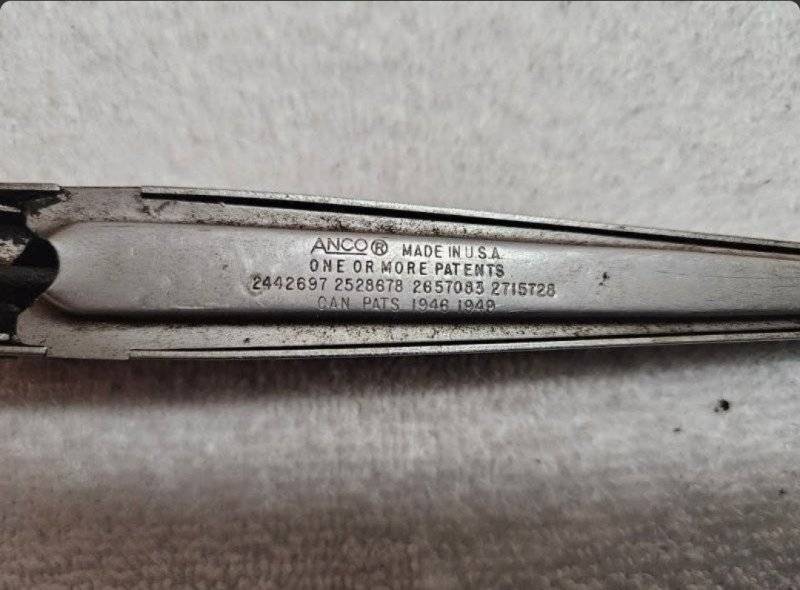 ANCO® MADE IN U.S.A.
ONE OR MORE PATENTS
2442697 2528678 2657083 2715728
CAN PATS 1946 1949